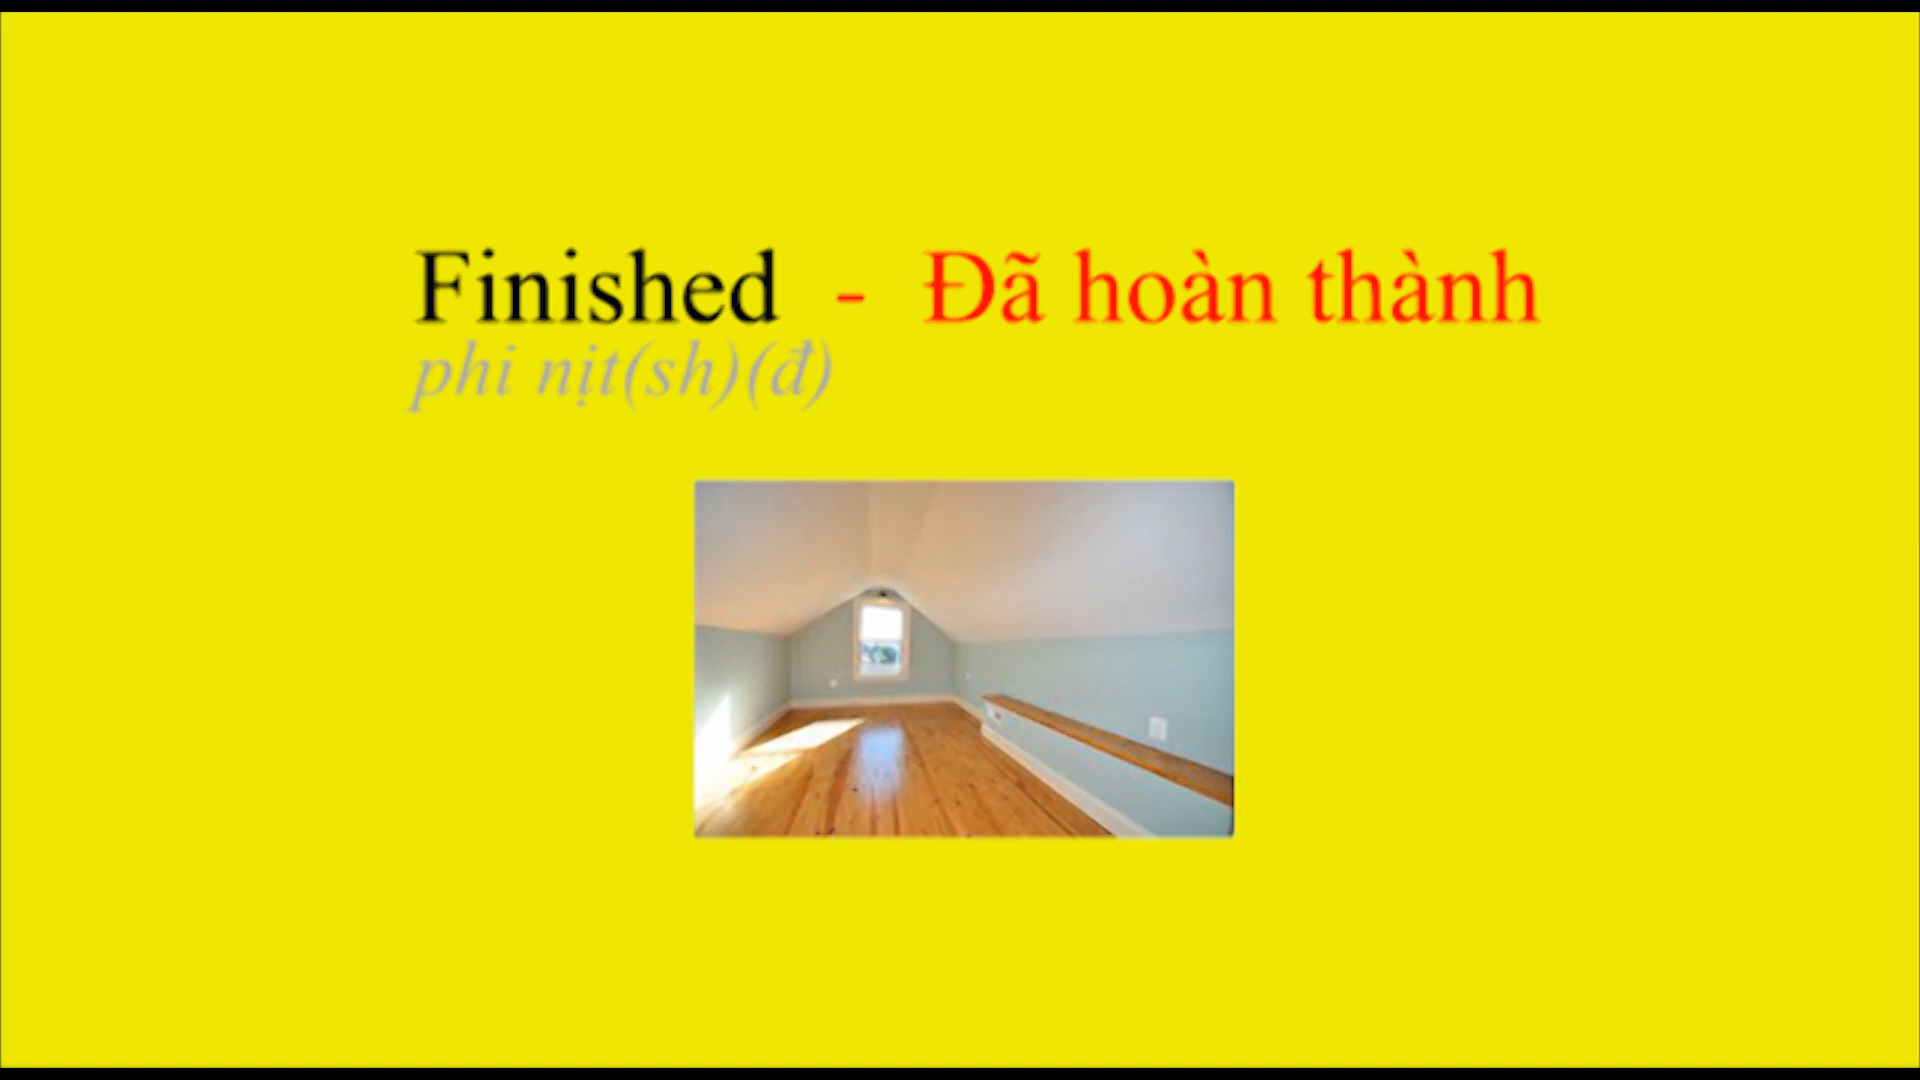 Finished - Đã hoàn thành
phi nịt(sh)(đ)